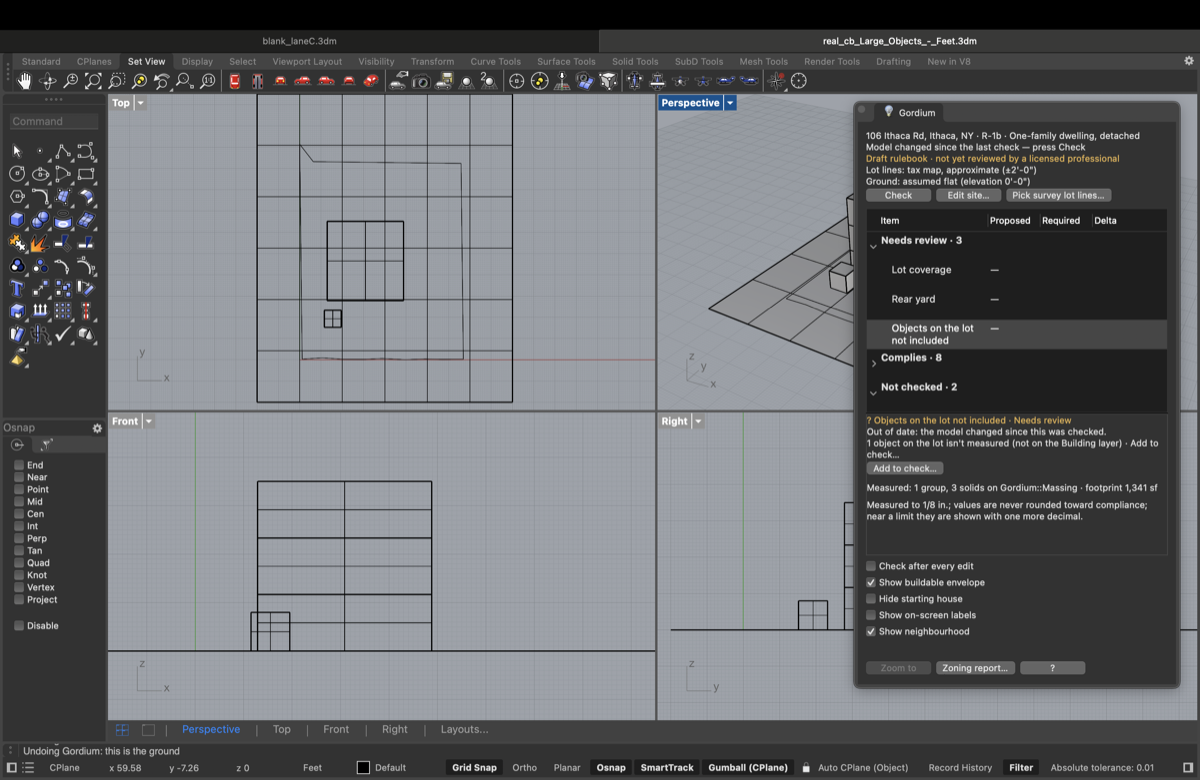 blank_laneC.3dm
real_cb_Large_Objects_-_Feet.3dm
Standard CPlanes Set View Display Select Viewport Layout Visibility Transform Curve Tools Surface Tools Solid Tools SubD Tools Mesh Tools Render Tools Drafting New in V8
Command
Top
y
x
Perspective
z
y
x
Front
z
x
Right
z
y
Osnap
End
Near
Point
Mid
Cen
Int
Perp
Tan
Quad
Knot
Vertex
Project
Disable
Gordium
106 Ithaca Rd, Ithaca, NY · R-1b · One-family dwelling, detached
Model changed since the last check — press Check
Draft rulebook · not yet reviewed by a licensed professional
Lot lines: tax map, approximate (±2'-0")
Ground: assumed flat (elevation 0'-0")
Check Edit site... Pick survey lot lines...
Item Proposed Required Delta
Needs review · 3
Lot coverage —
Rear yard —
Objects on the lot —
not included
Complies · 8
Not checked · 2
? Objects on the lot not included · Needs review
Out of date: the model changed since this was checked.
1 object on the lot isn't measured (not on the Building layer) · Add to
check...
Add to check...
Measured: 1 group, 3 solids on Gordium::Massing · footprint 1,341 sf
Measured to 1/8 in.; values are never rounded toward compliance;
near a limit they are shown with one more decimal.
Check after every edit
Show buildable envelope
Hide starting house
Show on-screen labels
Show neighbourhood
Zoom to Zoning report... ?
Perspective Top Front Right Layouts...
Undoing Gordium: this is the ground
CPlane x 59.58 y -7.26 z 0 Feet Default Grid Snap Ortho Planar Osnap SmartTrack Gumball (CPlane) Auto CPlane (Object) Record History Filter Absolute tolerance: 0.01